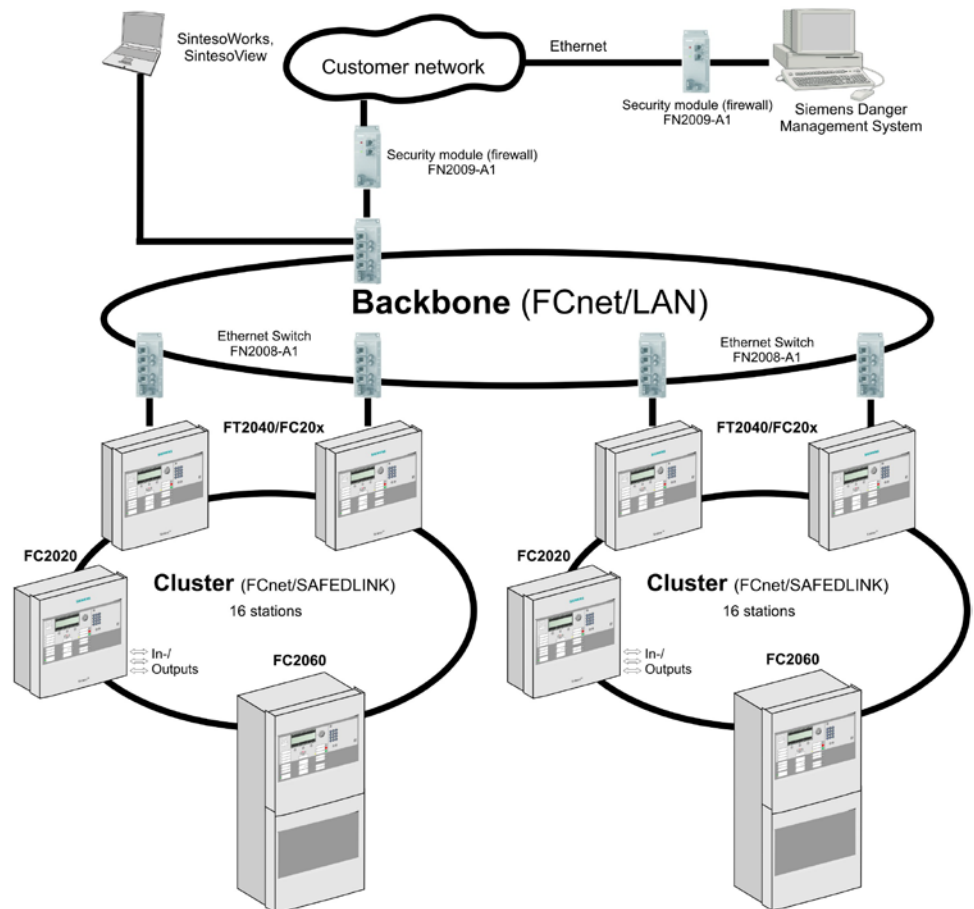 SintesoWorks,
SintesoView
Customer network
Ethernet
Security module (firewall)
FN2009-A1
Siemens Danger
Management System
Security module (firewall)
FN2009-A1
Backbone (FCnet/LAN)
Ethernet Switch
FN2008-A1
Ethernet Switch
FN2008-A1
FT2040/FC20x
FT2040/FC20x
FC2020
Cluster (FCnet/SAFEDLINK)
16 stations
In-/
Outputs
FC2060
FC2020
Cluster (FCnet/SAFEDLINK)
16 stations
In-/
Outputs
FC2060